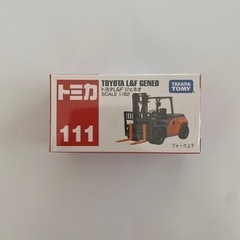 トミカ
111
TOYOTA L&F GENEO
トヨタL&F ジェネオ
SCALE 1/62
TAKARA
TOMY
フォーク上下